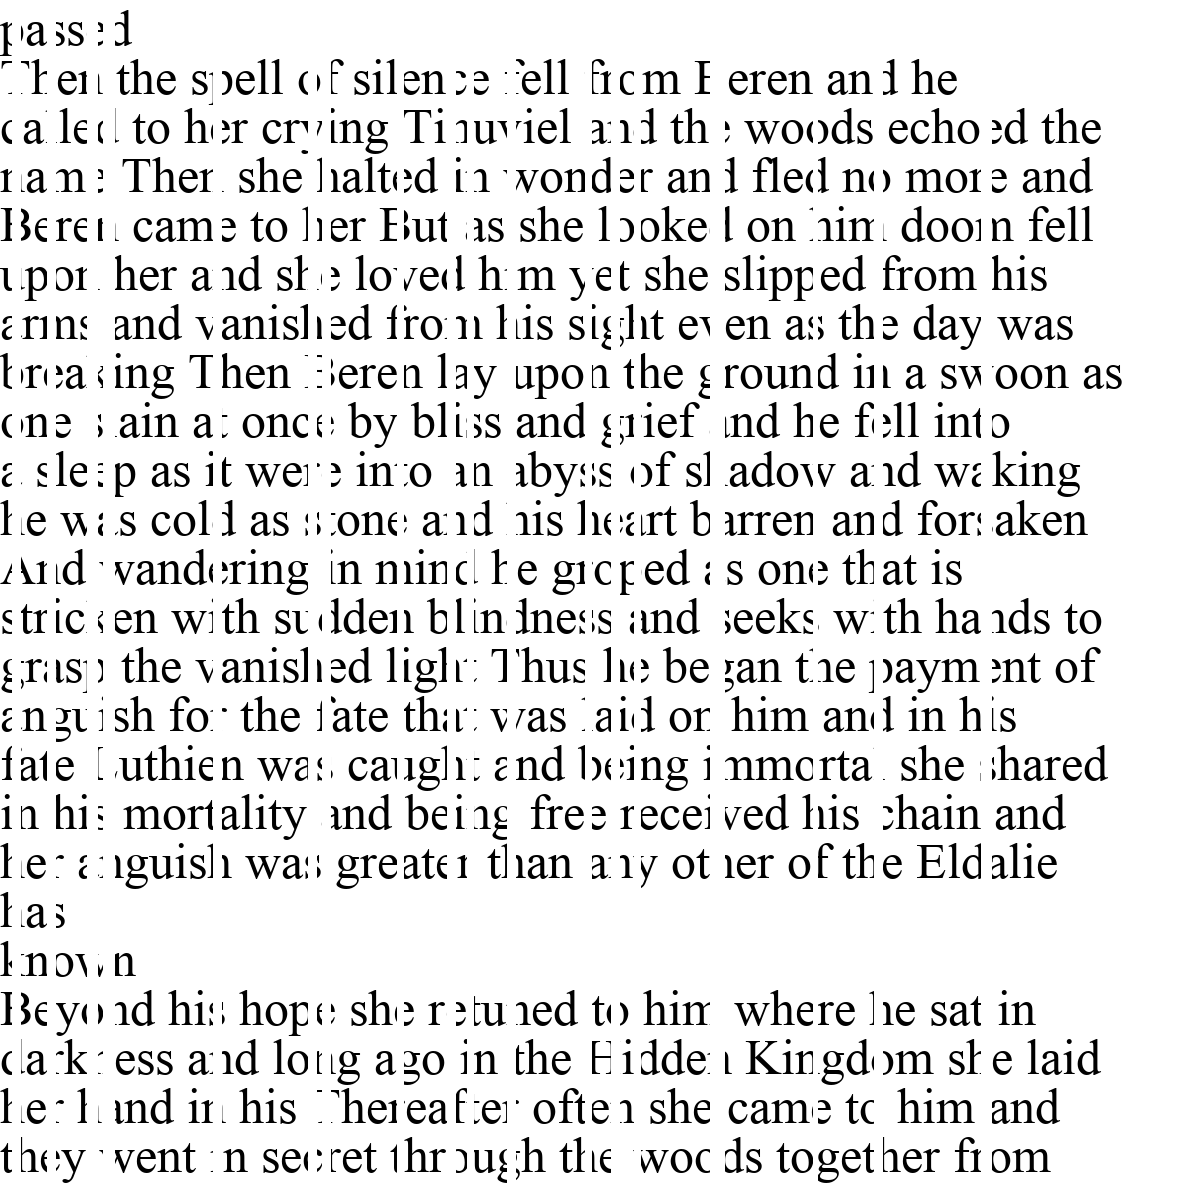 passed
Then the spell of silence fell from Beren and he
called to her crying Tinuviel and the woods echoed the
name Then she halted in wonder and fled no more and
Beren came to her But as she looked on him doom fell
upon her and she loved him yet she slipped from his
arms and vanished from his sight even as the day was
breaking Then Beren lay upon the ground in a swoon as
one slain at once by bliss and grief and he fell into
a sleep as it were into an abyss of shadow and waking
he was cold as stone and his heart barren and forsaken
And wandering in mind he groped as one that is
stricken with sudden blindness and seeks with hands to
grasp the vanished light Thus he began the payment of
anguish for the fate that was laid on him and in his
fate Luthien was caught and being immortal she shared
in his mortality and being free received his chain and
her anguish was greater than any other of the Eldalie
has
known
Beyond his hope she retuned to him where he sat in
darkness and long ago in the Hidden Kingdom she laid
her hand in his Thereafter often she came to him and
they went in secret through the woods together from